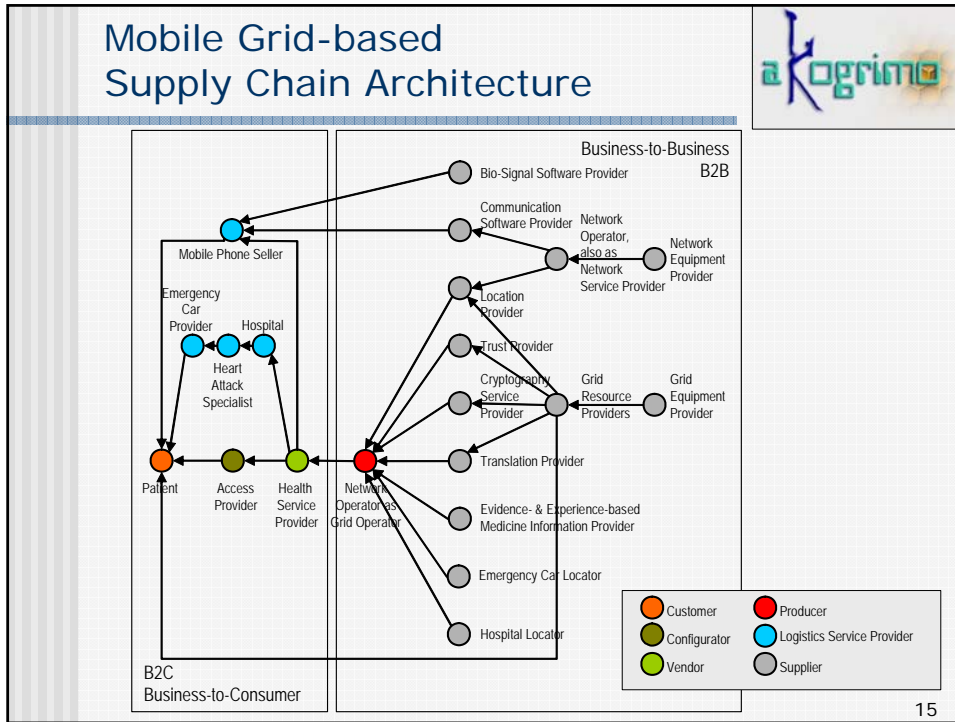 Mobile Grid-based
Supply Chain Architecture
akogrimo
Business-to-Business
B2B
Bio-Signal Software Provider
Communication
Software Provider
Network
Operator,
also as
Network
Service Provider
Network
Equipment
Provider
Mobile Phone Seller
Location
Provider
Emergency
Car
Provider
Hospital
Heart
Attack
Specialist
Trust Provider
Cryptography
Service
Provider
Grid
Resource
Providers
Grid
Equipment
Provider
Patient
Access
Provider
Health
Service
Provider
Network
Operator as
Grid Operator
Translation Provider
Evidence- & Experience-based
Medicine Information Provider
Emergency Car Locator
Hospital Locator
B2C
Business-to-Consumer
Customer
Producer
Configurator
Logistics Service Provider
Vendor
Supplier
15